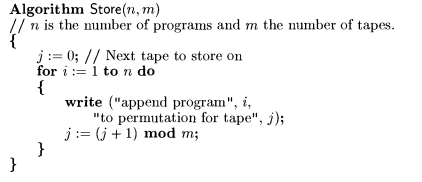 Algorithm Store(n, m)
// n is the number of programs and m the number of tapes.
{
j := 0; // Next tape to store on
for i := 1 to n do
{
write ("append program", i,
"to permutation for tape", j);
j := (j + 1) mod m;
}
}